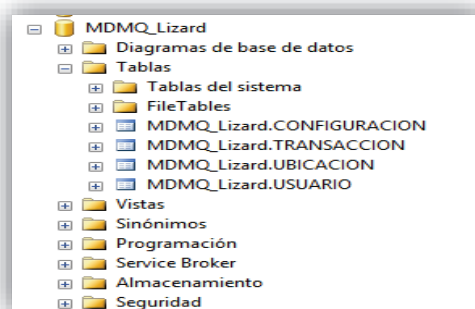 MDMQ_Lizard
Diagramas de base de datos
Tablas
Tablas del sistema
FileTables
MDMQ_Lizard.CONFIGURACION
MDMQ_Lizard.TRANSACCION
MDMQ_Lizard.UBICACION
MDMQ_Lizard.USUARIO
Vistas
Sinónimos
Programación
Service Broker
Almacenamiento
Seguridad